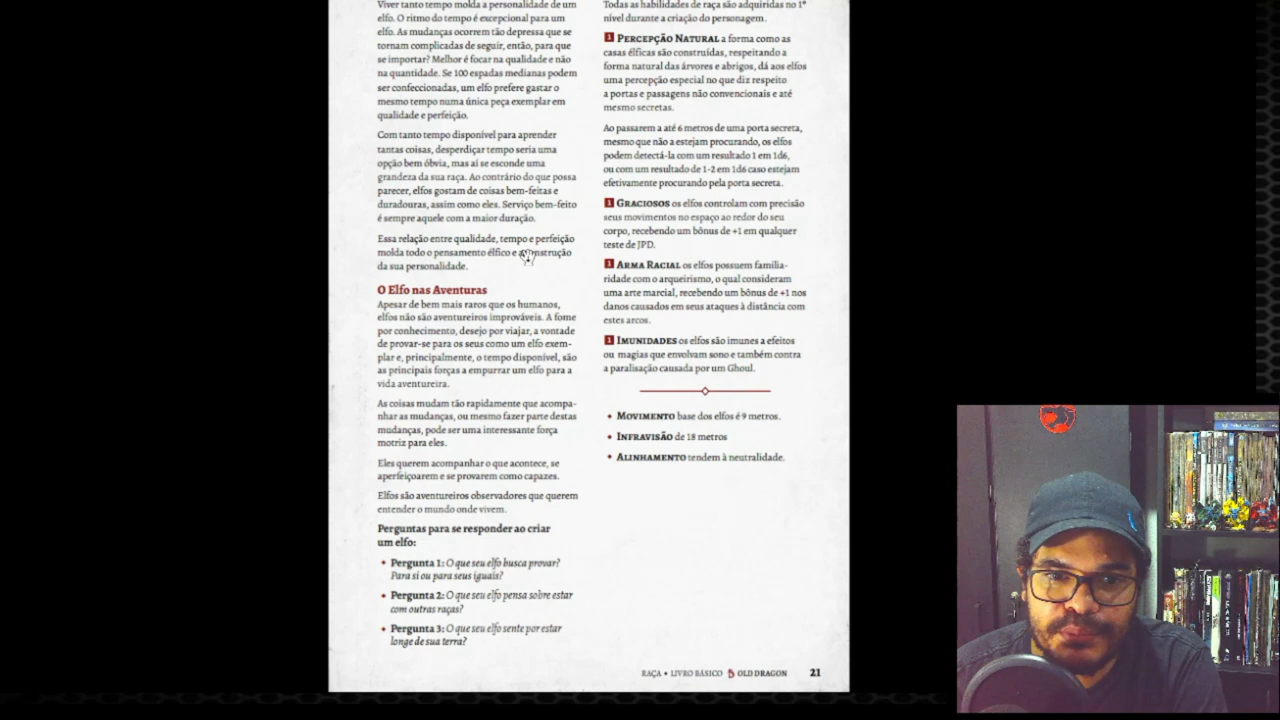 Viver tanto tempo molda a personalidade de um
elfo. O ritmo do tempo é excepcional para um
elfo. As mudanças ocorrem tão depressa que se
tornam complicadas de seguir, então, para que
se importar? Melhor é focar na qualidade e não
na quantidade. Se 100 espadas medianas podem
ser confeccionadas, um elfo prefere gastar o
mesmo tempo numa única peça exemplar em
qualidade e perfeição.
Com tanto tempo disponível para aprender
tantas coisas, desperdiçar tempo seria uma
opção bem óbvia, mas aí se esconde uma
grandeza da sua raça. Ao contrário do que possa
parecer, elfos gostam de coisas bem-feitas e
duradouras, assim como eles. Serviço bem-feito
é sempre aquele com a maior duração.
Essa relação entre qualidade, tempo e perfeição
molda todo o pensamento élfico e a construção
da sua personalidade.
O Elfo nas Aventuras
Apesar de bem mais raros que os humanos,
elfos não são aventureiros improváveis. A fome
por conhecimento, desejo por viajar, a vontade
de provar-se para os seus como um elfo exem-
plar e, principalmente, o tempo disponível, são
as principais forças a empurrar um elfo para a
vida aventureira.
As coisas mudam tão rapidamente que acompa-
nhar as mudanças, ou mesmo fazer parte destas
mudanças, pode ser uma interessante força
motriz para eles.
Eles querem acompanhar o que acontece, se
aperfeiçoarem e se provarem como capazes.
Elfos são aventureiros observadores que querem
entender o mundo onde vivem.
Perguntas para se responder ao criar
um elfo:
• Pergunta 1: O que seu elfo busca provar?
Para si ou para seus iguais?
• Pergunta 2: O que seu elfo pensa sobre estar
com outras raças?
• Pergunta 3: O que seu elfo sente por estar
longe de sua terra?
Todas as habilidades de raça são adquiridas no 1º
nível durante a criação do personagem.
1 PERCEPÇÃO NATURAL a forma como as
casas élficas são construídas, respeitando a
forma natural das árvores e abrigos, dá aos elfos
uma percepção especial no que diz respeito
a portas e passagens não convencionais e até
mesmo secretas.
Ao passarem a até 6 metros de uma porta secreta,
mesmo que não a estejam procurando, os elfos
podem detectá-la com um resultado 1 em 1d6,
ou com um resultado de 1-2 em 1d6 caso estejam
efetivamente procurando pela porta secreta.
1 GRACIOSOS os elfos controlam com precisão
seus movimentos no espaço ao redor do seu
corpo, recebendo um bônus de +1 em qualquer
teste de JPD.
1 ARMA RACIAL os elfos possuem familia-
ridade com o arqueirismo, o qual consideram
uma arte marcial, recebendo um bônus de +1 nos
danos causados em seus ataques à distância com
estes arcos.
1 IMUNIDADES os elfos são imunes a efeitos
ou magias que envolvam sono e também contra
a paralisação causada por um Ghoul.
• MOVIMENTO base dos elfos é 9 metros.
• INFRAVISÃO de 18 metros
• ALINHAMENTO tendem à neutralidade.
RAÇA • LIVRO BÁSICO OLD DRAGON 21